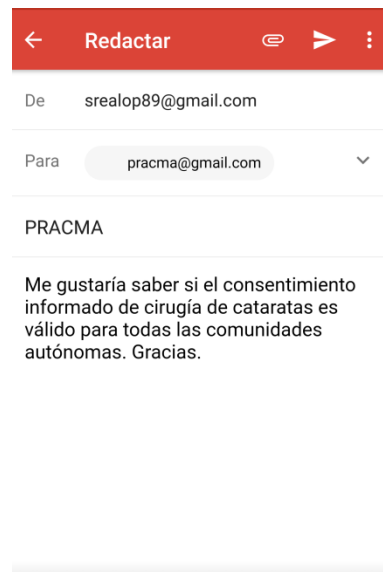 Redactar
De srealop89@gmail.com
Para pracma@gmail.com
PRACMA
Me gustaría saber si el consentimiento
informado de cirugía de cataratas es
válido para todas las comunidades
autónomas. Gracias.